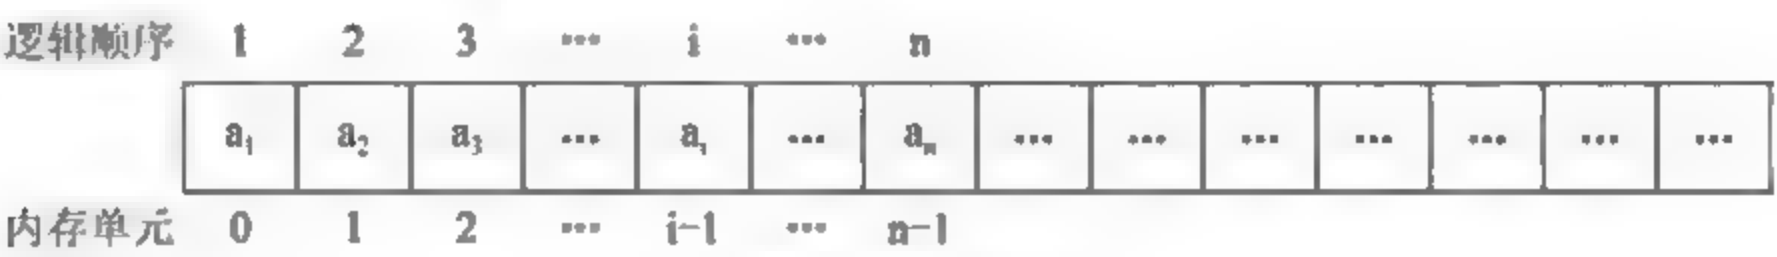 逻辑顺序 1 2 3 … i … n
a₁ a₂ a₃ … aᵢ … aₙ … … … … … … …
内存单元 0 1 2 … i-1 … n-1